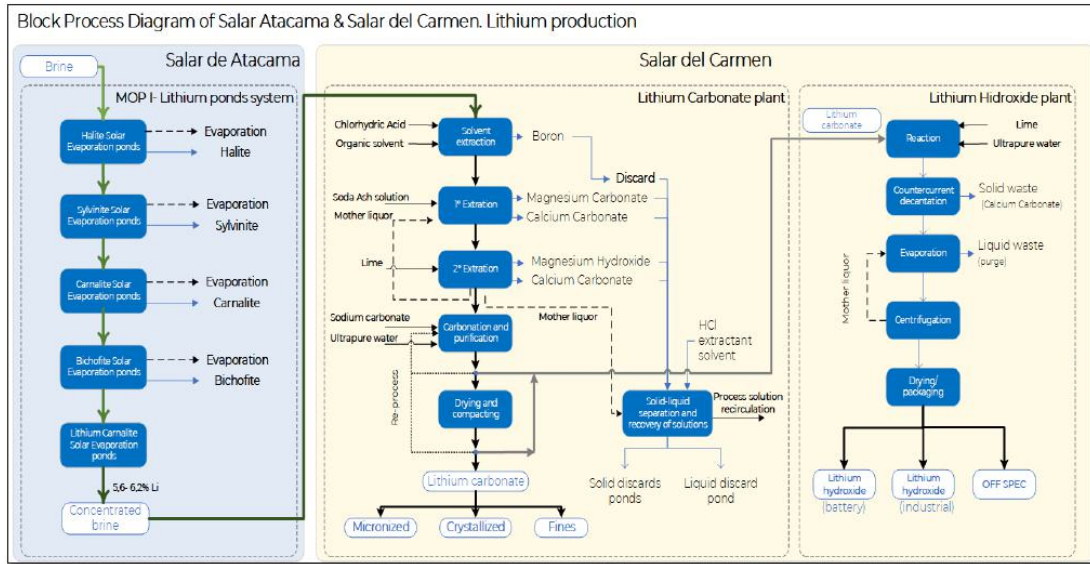 Block Process Diagram of Salar Atacama & Salar del Carmen. Lithium production
Salar de Atacama
Brine
MOP I- Lithium ponds system
Halite Solar
Evaporation ponds
Evaporation
Halite
Sylvinite Solar
Evaporation ponds
Evaporation
Sylvinite
Carnalite Solar
Evaporation ponds
Evaporation
Carnalite
Bichofite Solar
Evaporation ponds
Evaporation
Bichofite
Lithium Carnalite
Solar Evaporation
ponds
5,6- 6,2% Li
Concentrated
brine
Salar del Carmen
Lithium Carbonate plant
Chlorhydric Acid
Organic solvent
Solvent
extraction
Boron
Discard
Soda Ash solution
Mother liquor
1ª Extration
Magnesium Carbonate
Calcium Carbonate
Lime
2ª Extration
Magnesium Hydroxide
Calcium Carbonate
Mother liquor
Sodium carbonate
Ultrapure water
Carbonation and
purification
HCl
extractant
solvent
Re-process
Drying and
compacting
Solid-liquid
separation and
recovery of solutions
Process solution
recirculation
Solid discards
ponds
Liquid discard
pond
Lithium carbonate
Micronized
Crystallized
Fines
Lithium Hidroxide plant
Lithium
carbonate
Reaction
Lime
Ultrapure water
Countercurrent
decantation
Solid waste
(Calcium Carbonate)
Evaporation
Liquid waste
(purge)
Mother liquor
Centrifugation
Drying/
packaging
Lithium
hydroxide
(battery)
Lithium
hydroxide
(industrial)
OFF SPEC